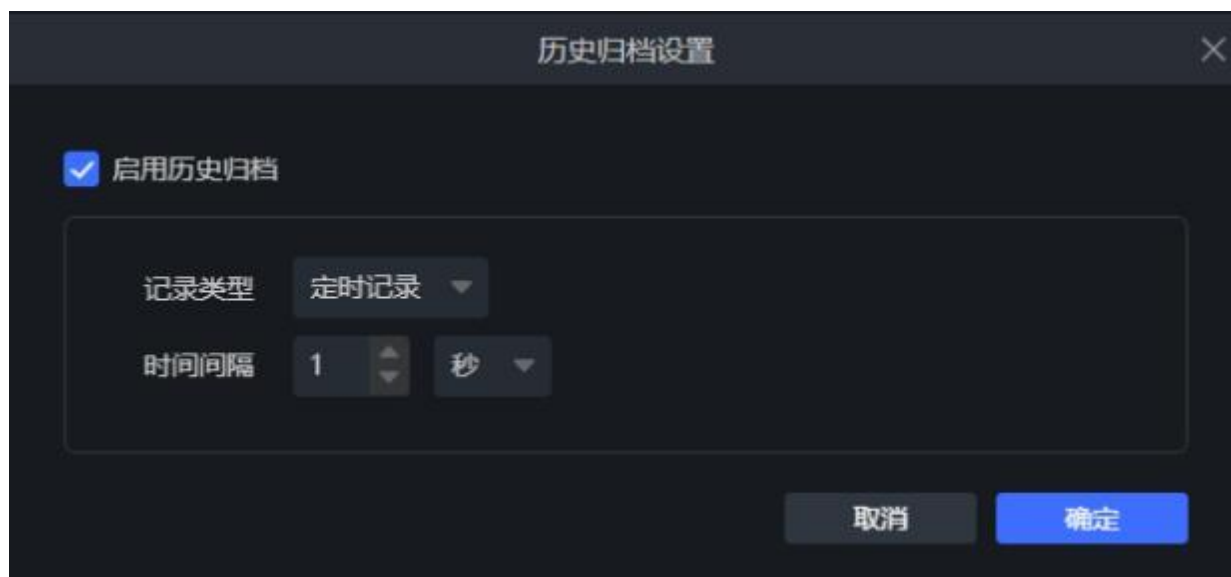 历史归档设置
启用历史归档
记录类型 定时记录
时间间隔 1 秒
取消 确定